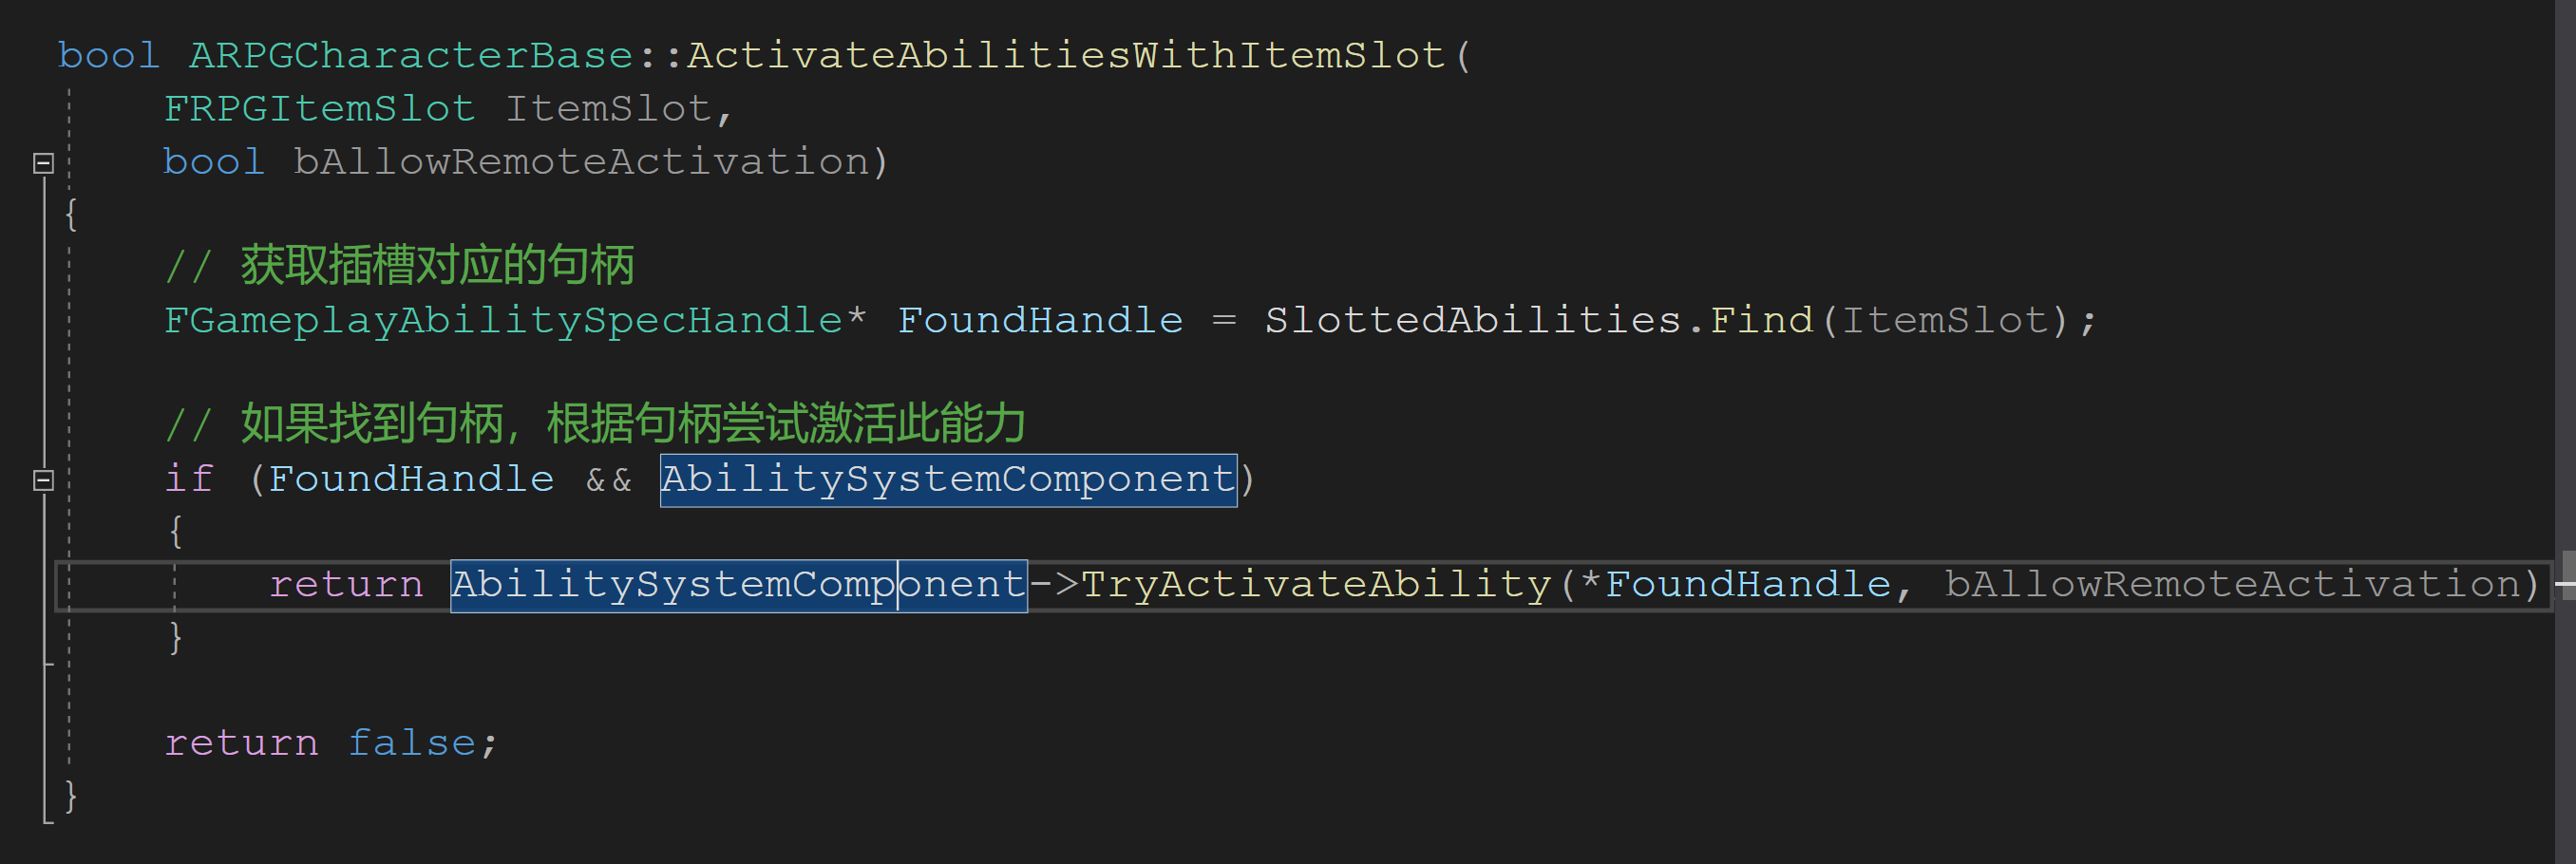 bool ARPGCharacterBase::ActivateAbilitiesWithItemSlot(
FRPGItemSlot ItemSlot,
bool bAllowRemoteActivation)
{
// 获取插槽对应的句柄
FGameplayAbilitySpecHandle* FoundHandle = SlottedAbilities.Find(ItemSlot);
// 如果找到句柄，根据句柄尝试激活此能力
if (FoundHandle && AbilitySystemComponent)
{
return AbilitySystemComponent->TryActivateAbility(*FoundHandle, bAllowRemoteActivation)
}
return false;
}